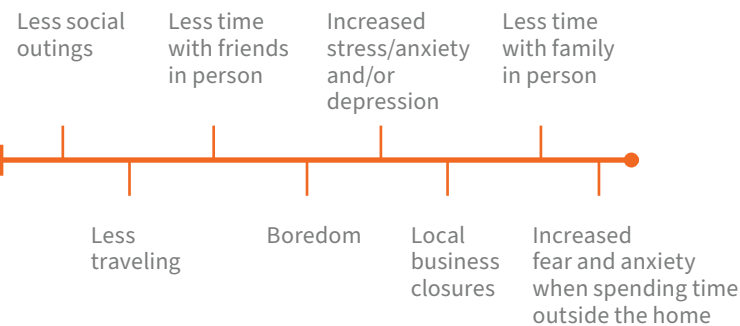 Less social
outings
Less time
with friends
in person
Increased
stress/anxiety
and/or
depression
Less time
with family
in person
Less
traveling
Boredom
Local
business
closures
Increased
fear and anxiety
when spending time
outside the home